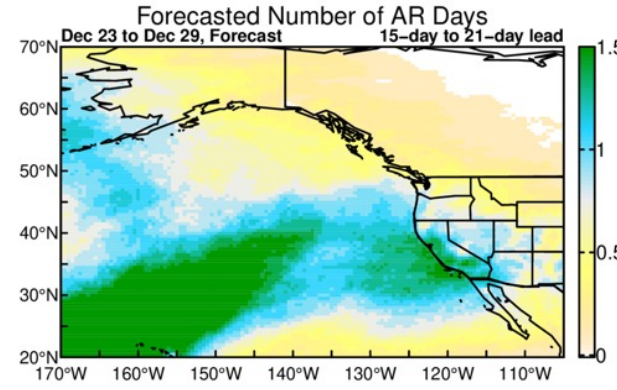 Forecasted Number of AR Days
Dec 23 to Dec 29, Forecast 15-day to 21-day lead
70°N
60°N
50°N
40°N
30°N
20°N
170°W 160°W 150°W 140°W 130°W 120°W 110°W
1.5
1
0.5
0